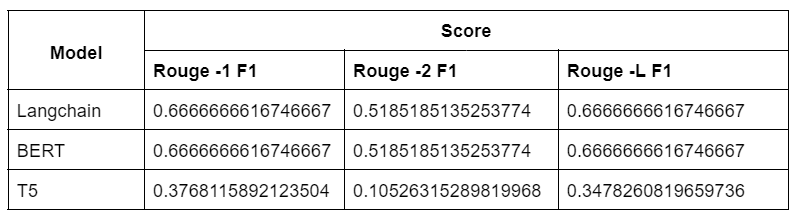 Model
Score
Rouge -1 F1 Rouge -2 F1 Rouge -L F1
Langchain 0.6666666616746667 0.5185185135253774 0.6666666616746667
BERT 0.6666666616746667 0.5185185135253774 0.6666666616746667
T5 0.3768115892123504 0.10526315289819968 0.3478260819659736